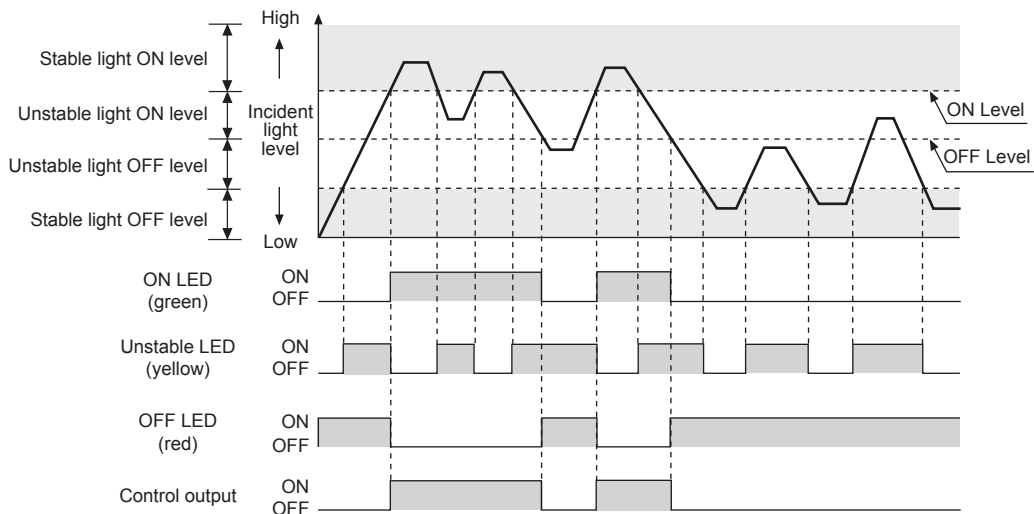 High
Stable light ON level
Unstable light ON level
Incident
light
level
ON Level
Unstable light OFF level
OFF Level
Stable light OFF level
Low
ON LED
(green)
ON
OFF
Unstable LED
(yellow)
ON
OFF
OFF LED
(red)
ON
OFF
Control output
ON
OFF